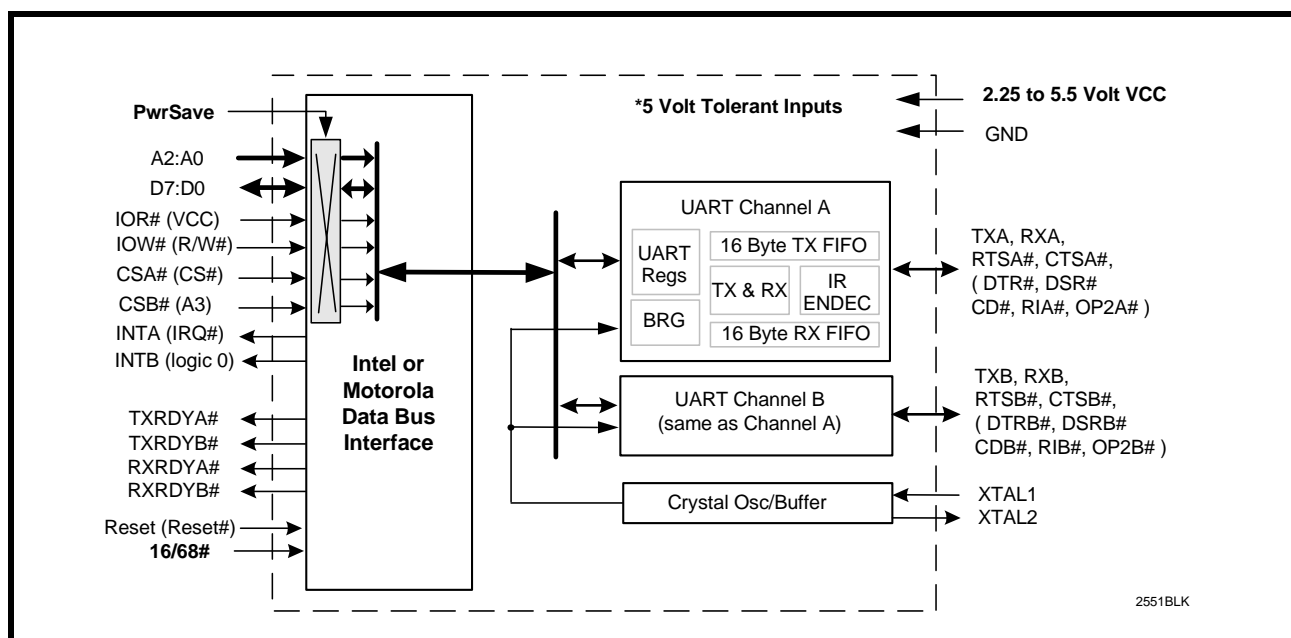 PwrSave
A2:A0
D7:D0
IOR# (VCC)
IOW# (R/W#)
CSA# (CS#)
CSB# (A3)
INTA (IRQ#)
INTB (logic 0)
TXRDYA#
TXRDYB#
RXRDYA#
RXRDYB#
Reset (Reset#)
16/68#
Intel or
Motorola
Data Bus
Interface
*5 Volt Tolerant Inputs
2.25 to 5.5 Volt VCC
GND
UART Channel A
UART
Regs
BRG
16 Byte TX FIFO
TX & RX
IR
ENDEC
16 Byte RX FIFO
TXA, RXA,
RTSA#, CTSA#,
( DTR#, DSR#
CD#, RIA#, OP2A# )
UART Channel B
(same as Channel A)
TXB, RXB,
RTSB#, CTSB#,
( DTRB#, DSRB#
CDB#, RIB#, OP2B# )
Crystal Osc/Buffer
XTAL1
XTAL2
2551BLK